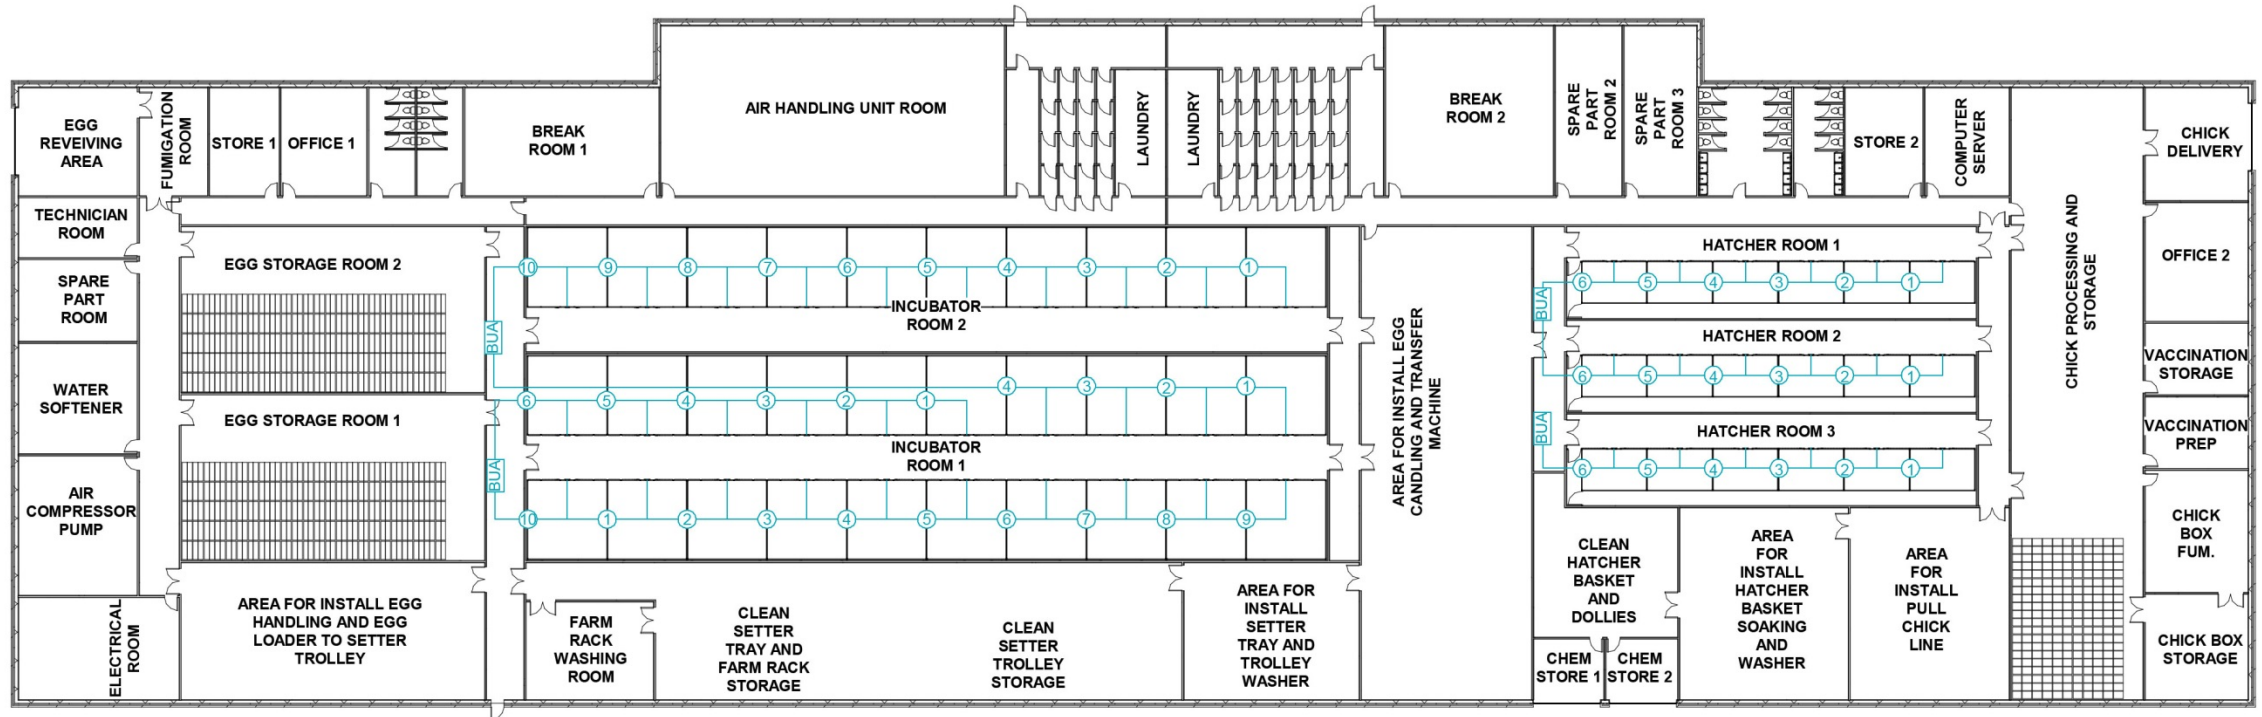 EGG
REVEIVING
AREA
FUMIGATION
ROOM
STORE 1
OFFICE 1
BREAK
ROOM 1
AIR HANDLING UNIT ROOM
LAUNDRY
LAUNDRY
BREAK
ROOM 2
SPARE
PART
ROOM 2
SPARE
PART
ROOM 3
STORE 2
COMPUTER
SERVER
CHICK
DELIVERY
TECHNICIAN
ROOM
SPARE
PART
ROOM
WATER
SOFTENER
AIR
COMPRESSOR
PUMP
ELECTRICAL
ROOM
EGG STORAGE ROOM 2
EGG STORAGE ROOM 1
AREA FOR INSTALL EGG
HANDLING AND EGG
LOADER TO SETTER
TROLLEY
BUA
BUA
10 9 8 7 6 5 4 3 2 1
INCUBATOR
ROOM 2
4 3 2 1
6 5 4 3 2 1
INCUBATOR
ROOM 1
10 1 2 3 4 5 6 7 8 9
FARM
RACK
WASHING
ROOM
CLEAN
SETTER
TRAY AND
FARM RACK
STORAGE
CLEAN
SETTER
TROLLEY
STORAGE
AREA FOR
INSTALL
SETTER
TRAY AND
TROLLEY
WASHER
AREA FOR INSTALL EGG
CANDLING AND TRANSFER
MACHINE
BUA
BUA
HATCHER ROOM 1
6 5 4 3 2 1
HATCHER ROOM 2
6 5 4 3 2 1
HATCHER ROOM 3
6 5 4 3 2 1
CLEAN
HATCHER
BASKET
AND
DOLLIES
CHEM
STORE 1
CHEM
STORE 2
AREA
FOR
INSTALL
HATCHER
BASKET
SOAKING
AND
WASHER
AREA
FOR
INSTALL
PULL
CHICK
LINE
CHICK PROCESSING AND
STORAGE
OFFICE 2
VACCINATION
STORAGE
VACCINATION
PREP
CHICK
BOX
FUM.
CHICK BOX
STORAGE